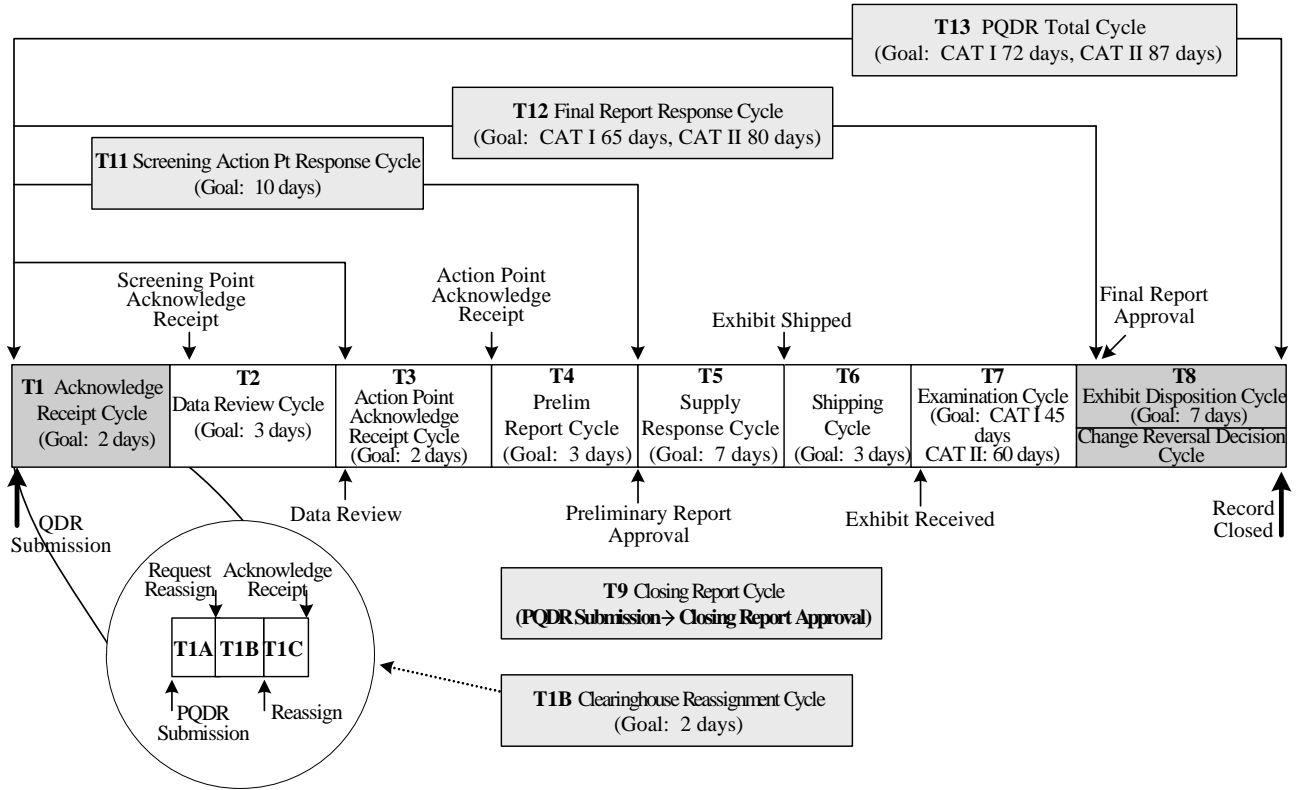 T13 PQDR Total Cycle
(Goal: CAT I 72 days, CAT II 87 days)
T12 Final Report Response Cycle
(Goal: CAT I 65 days, CAT II 80 days)
T11 Screening Action Pt Response Cycle
(Goal: 10 days)
Screening Point
Acknowledge
Receipt
Action Point
Acknowledge
Receipt
Exhibit Shipped
Final Report
Approval
T1 Acknowledge
Receipt Cycle
(Goal: 2 days)
T2
Data Review Cycle
(Goal: 3 days)
T3
Action Point
Acknowledge
Receipt Cycle
(Goal: 2 days)
T4
Prelim
Report Cycle
(Goal: 3 days)
T5
Supply
Response Cycle
(Goal: 7 days)
T6
Shipping
Cycle
(Goal: 3 days)
T7
Examination Cycle
(Goal: CAT I 45
days
CAT II: 60 days)
T8
Exhibit Disposition Cycle
(Goal: 7 days)
Change Reversal Decision
Cycle
QDR
Submission
Data Review
Preliminary Report
Approval
Exhibit Received
Record
Closed
Request
Reassign
Acknowledge
Receipt
T1A T1B T1C
PQDR
Submission
Reassign
T9 Closing Report Cycle
(PQDR Submission→ Closing Report Approval)
T1B Clearinghouse Reassignment Cycle
(Goal: 2 days)